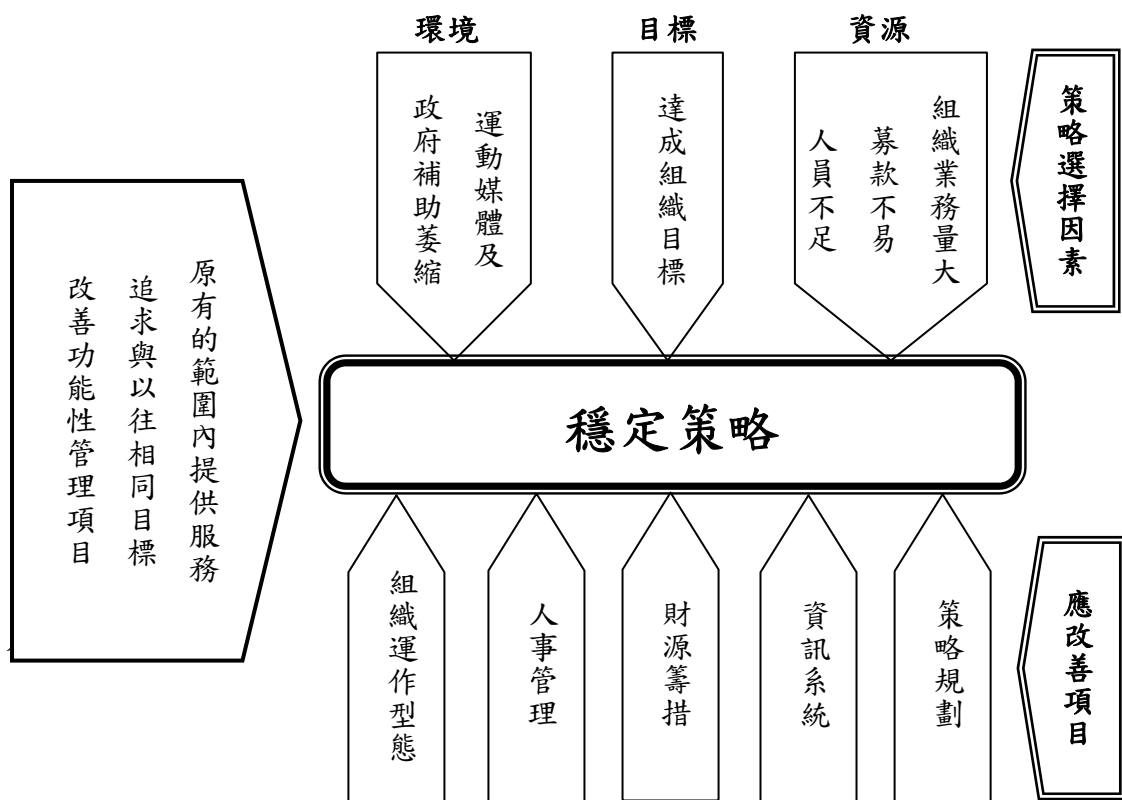 環境
目標
資源
運動媒體及
政府補助萎縮
達成組織目標
組織業務量大
募款不易
人員不足
策略選擇因素
原有的範圍內提供服務
追求與以往相同目標
改善功能性管理項目
穩定策略
組織運作型態
人事管理
財源籌措
資訊系統
策略規劃
應改善項目